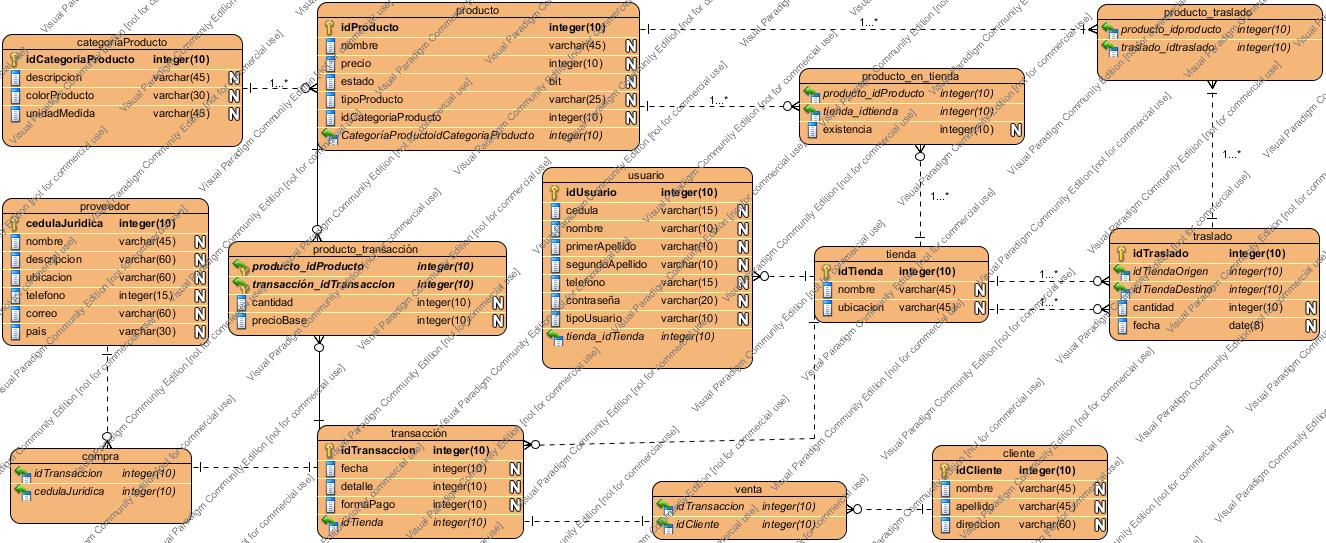 categoriaProducto
idCategoriaProducto integer(10)
descripcion varchar(45) N
colorProducto varchar(30) N
unidadMedida varchar(45) N
1...*
producto
idProducto integer(10)
nombre varchar(45) N
precio integer(10) N
estado bit N
tipoProducto varchar(25) N
idCategoriaProducto integer(10) N
CategoriaProductoidCategoriaProducto integer(10)
1...*
1...*
producto_traslado
producto_idproducto integer(10)
traslado_idtraslado integer(10)
producto_en_tienda
producto_idProducto integer(10)
tienda_idtienda integer(10)
existencia integer(10) N
1...*
1...*
proveedor
cedulaJuridica integer(10)
nombre varchar(45) N
descripcion varchar(60) N
ubicacion varchar(60) N
telefono integer(15) N
correo varchar(60) N
pais varchar(30) N
producto_transacción
producto_idProducto integer(10)
transacción_idTransaccion integer(10)
cantidad integer(10) N
precioBase integer(10) N
usuario
idUsuario integer(10)
cedula varchar(15) N
nombre varchar(10) N
primerApellido varchar(10) N
segundoApellido varchar(10) N
telefono varchar(15) N
contraseña varchar(20) N
tipoUsuario varchar(10) N
tienda_idTienda integer(10)
tienda
idTienda integer(10)
nombre varchar(45) N
ubicacion varchar(45) N
1...*
1...*
traslado
idTraslado integer(10)
idTiendaOrigen integer(10)
idTiendaDestino integer(10)
cantidad integer(10) N
fecha date(8) N
compra
idTransaccion integer(10)
cedulaJuridica integer(10)
transacción
idTransaccion integer(10)
fecha integer(10) N
detalle integer(10) N
formaPago integer(10) N
idTienda integer(10)
venta
idTransaccion integer(10)
idCliente integer(10)
cliente
idCliente integer(10)
nombre varchar(45) N
apellido varchar(45) N
direccion varchar(60) N
Visual Paradigm Community Edition [not for commercial use]